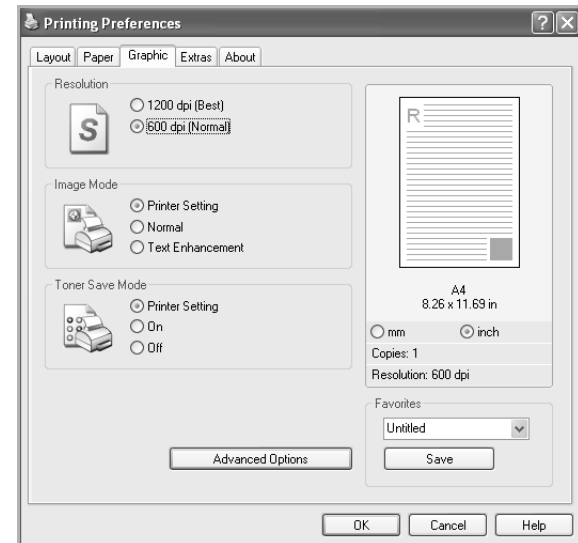 Printing Preferences
Layout Paper Graphic Extras About
Resolution
1200 dpi (Best)
600 dpi (Normal)
S
Image Mode
Printer Setting
Normal
Text Enhancement
Toner Save Mode
Printer Setting
On
Off
Advanced Options
R
A4
8.26 x 11.69 in
mm inch
Copies: 1
Resolution: 600 dpi
Favorites
Untitled
Save
OK Cancel Help